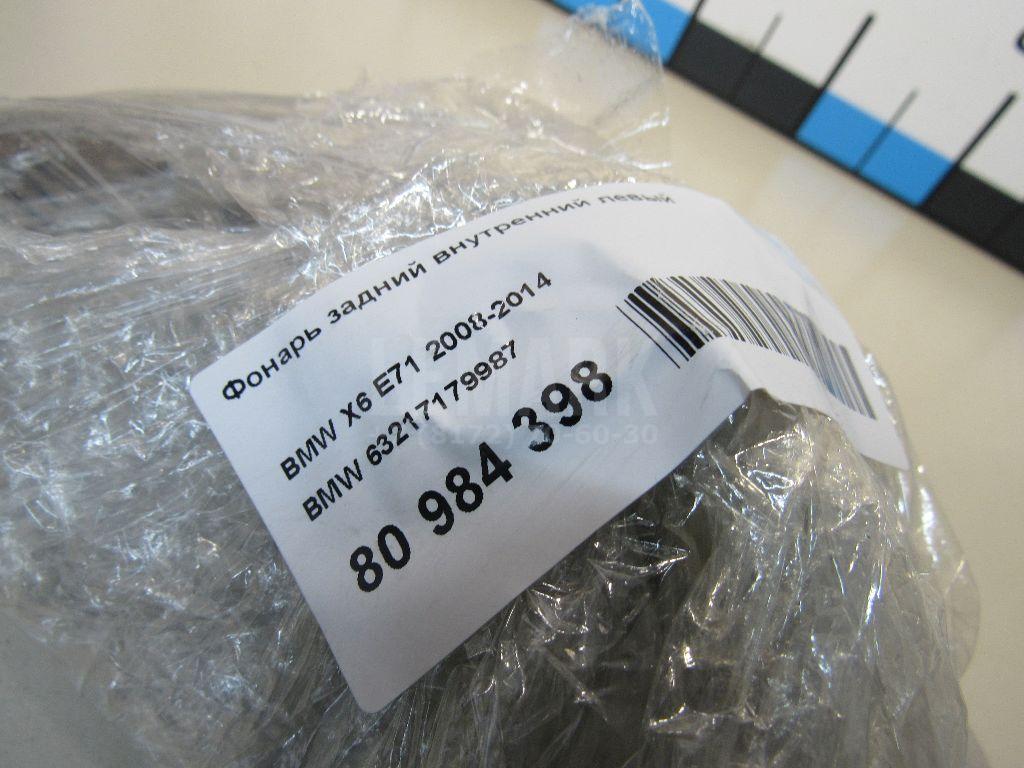 Фонарь задний внутренний левый
BMW X6 E71 2008-2014
BMW 63217179987
80 984 398